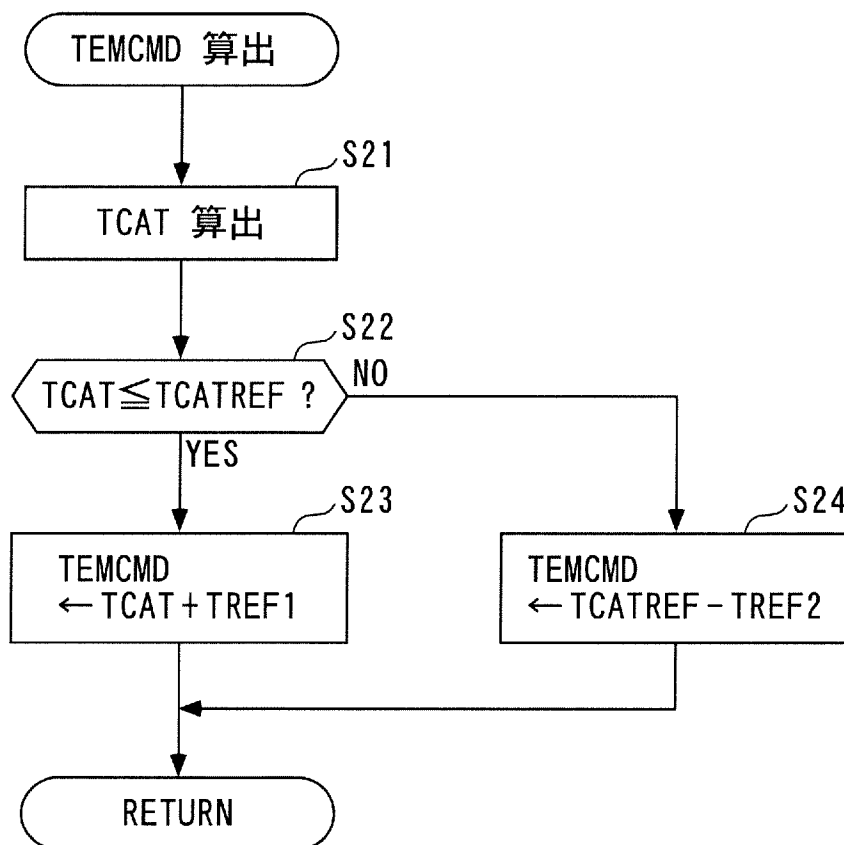 TEMCMD 算出
S21
TCAT 算出
S22
TCAT≦TCATREF ?
NO
YES
S23
TEMCMD
←TCAT+TREF1
S24
TEMCMD
←TCATREF-TREF2
RETURN